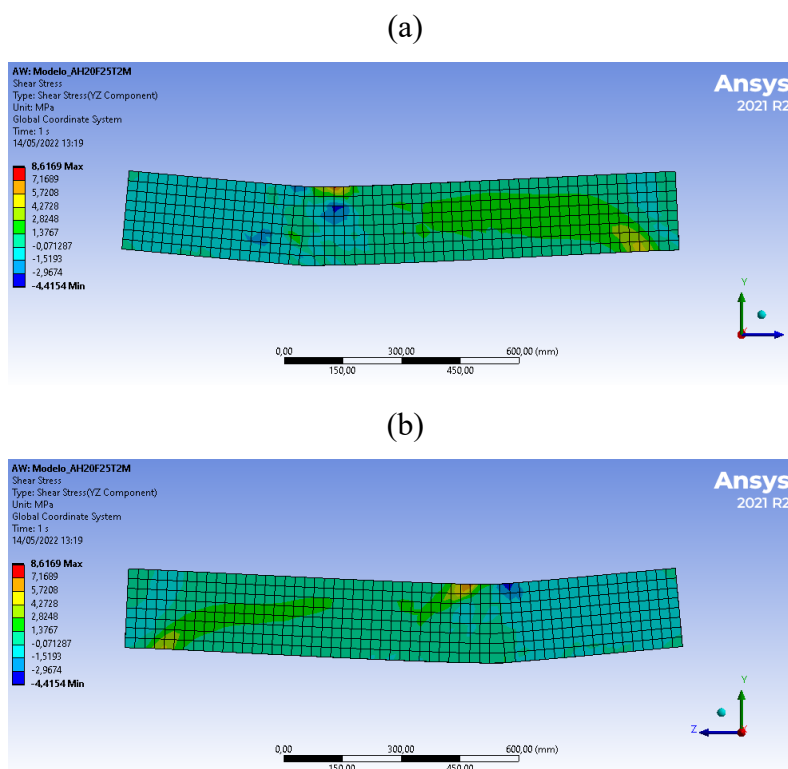 (a)
AW: Modelo_AH20F25T2M
Shear Stress
Type: Shear Stress(YZ Component)
Unit: MPa
Global Coordinate System
Time: 1 s
14/05/2022 13:19
8,6169 Max
7,1689
5,7208
4,2728
2,8248
1,3767
-0,071287
-1,5193
-2,9674
-4,4154 Min
Ansys
2021 R2
Y
0,00
300,00
600,00 (mm)
150,00
450,00
(b)
AW: Modelo_AH20F25T2M
Shear Stress
Type: Shear Stress(YZ Component)
Unit: MPa
Global Coordinate System
Time: 1 s
14/05/2022 13:19
8,6169 Max
7,1689
5,7208
4,2728
2,8248
1,3767
-0,071287
-1,5193
-2,9674
-4,4154 Min
Ansys
2021 R2
Y
Z
0,00
300,00
600,00 (mm)
150,00
450,00